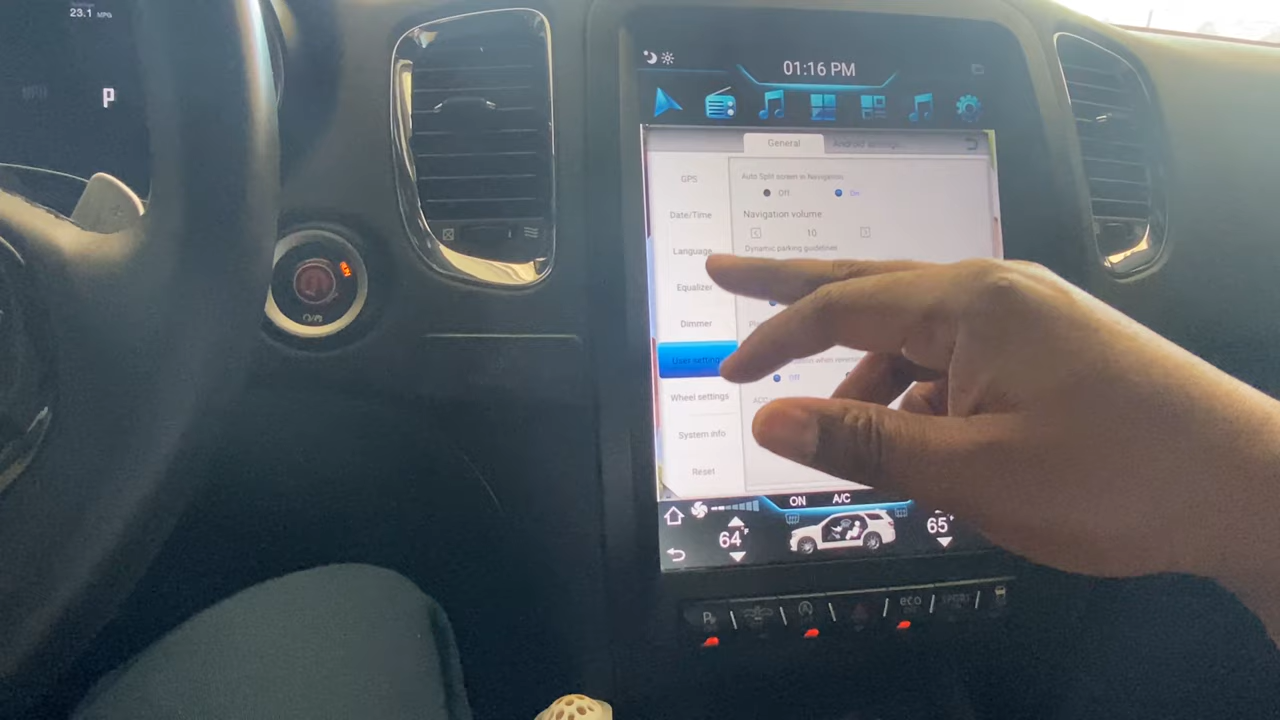 23.1 MPG
P
RUN
01:16 PM
General
Android settings
GPS
Date/Time
Language
Equalizer
Dimmer
User setting
Wheel settings
System info
Reset
Auto Split screen in Navigation
Off
On
Navigation volume
10
Dynamic parking guidelines
Off
ON
A/C
64°F
65°F
P
eco
SPORT